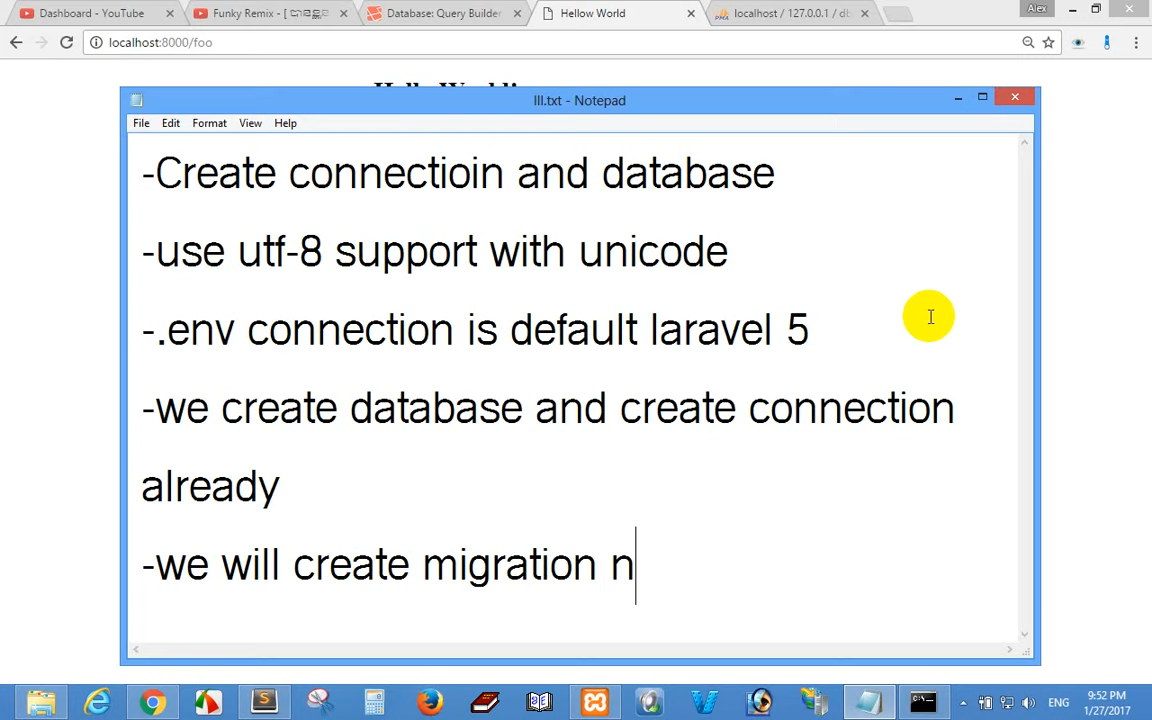 Dashboard - YouTube
Funky Remix - [
Database: Query Builder
Hellow World
localhost / 127.0.0.1 / db
Alex
localhost:8000/foo
lll.txt - Notepad
File Edit Format View Help
-Create connectioin and database
-use utf-8 support with unicode
-.env connection is default laravel 5
-we create database and create connection
already
-we will create migration n
ENG
9:52 PM
1/27/2017